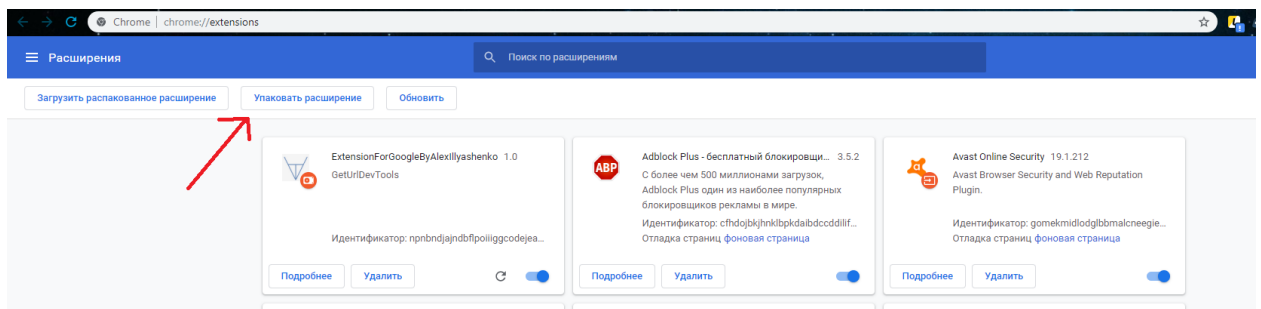 Chrome | chrome://extensions
Расширения
Поиск по расширениям
Загрузить распакованное расширение
Упаковать расширение
Обновить
ExtensionForGoogleByAlexIllyashenko 1.0
GetUrlDevTools
Идентификатор: npnbndjajndbflpoiiiggcodejea...
Подробнее
Удалить
ABP
Adblock Plus - бесплатный блокировщи... 3.5.2
С более чем 500 миллионами загрузок,
Adblock Plus один из наиболее популярных
блокировщиков рекламы в мире.
Идентификатор: cfhdojbkjhnklbpkdaibdccddilif...
Отладка страниц фоновая страница
Подробнее
Удалить
Avast Online Security 19.1.212
Avast Browser Security and Web Reputation
Plugin.
Идентификатор: gomekmidlodglbbmalcneegie...
Отладка страниц фоновая страница
Подробнее
Удалить